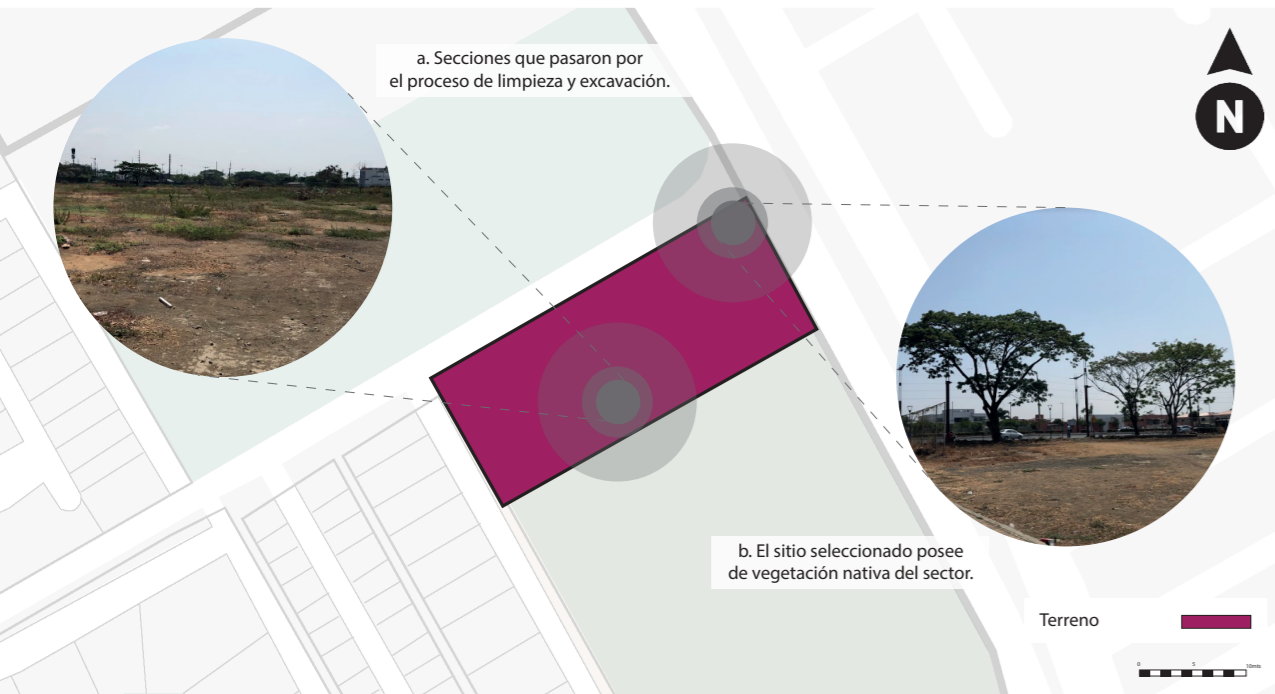 a. Secciones que pasaron por
el proceso de limpieza y excavación.
N
b. El sitio seleccionado posee
de vegetación nativa del sector.
Terreno
0 5 10mts